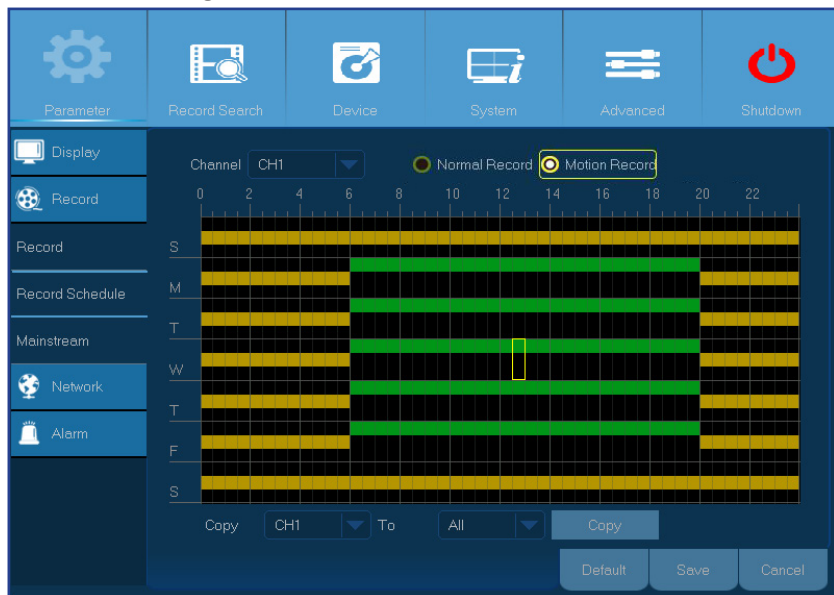 Parameter Record Search Device System Advanced Shutdown
Display
Record
Record
Record Schedule
Mainstream
Network
Alarm
Channel CH1 Normal Record Motion Record
0 2 4 6 8 10 12 14 16 18 20 22
S
M
T
W
T
F
S
Copy CH1 To All Copy
Default Save Cancel